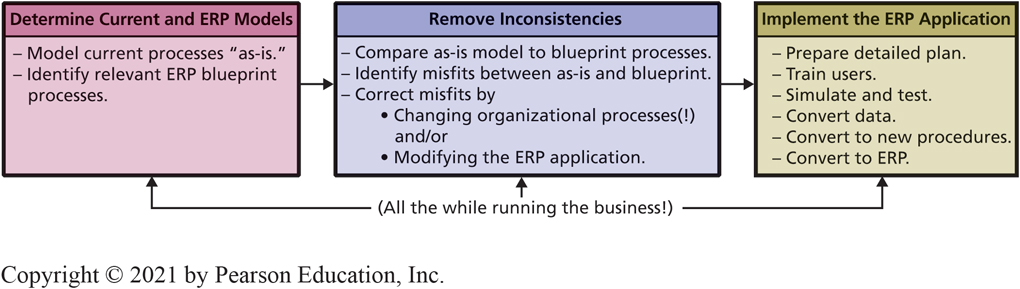 Determine Current and ERP Models
– Model current processes “as-is.”
– Identify relevant ERP blueprint
processes.
Remove Inconsistencies
– Compare as-is model to blueprint processes.
– Identify misfits between as-is and blueprint.
– Correct misfits by
• Changing organizational processes(!)
and/or
• Modifying the ERP application.
Implement the ERP Application
– Prepare detailed plan.
– Train users.
– Simulate and test.
– Convert data.
– Convert to new procedures.
– Convert to ERP.
(All the while running the business!)
Copyright © 2021 by Pearson Education, Inc.